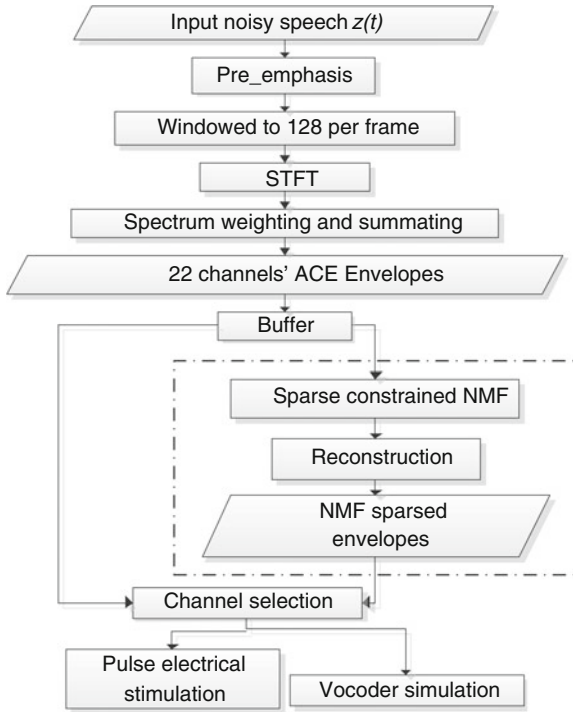 Input noisy speech z(t)
Pre_emphasis
Windowed to 128 per frame
STFT
Spectrum weighting and summating
22 channels' ACE Envelopes
Buffer
Sparse constrained NMF
Reconstruction
NMF sparsed
envelopes
Channel selection
Pulse electrical
stimulation
Vocoder simulation